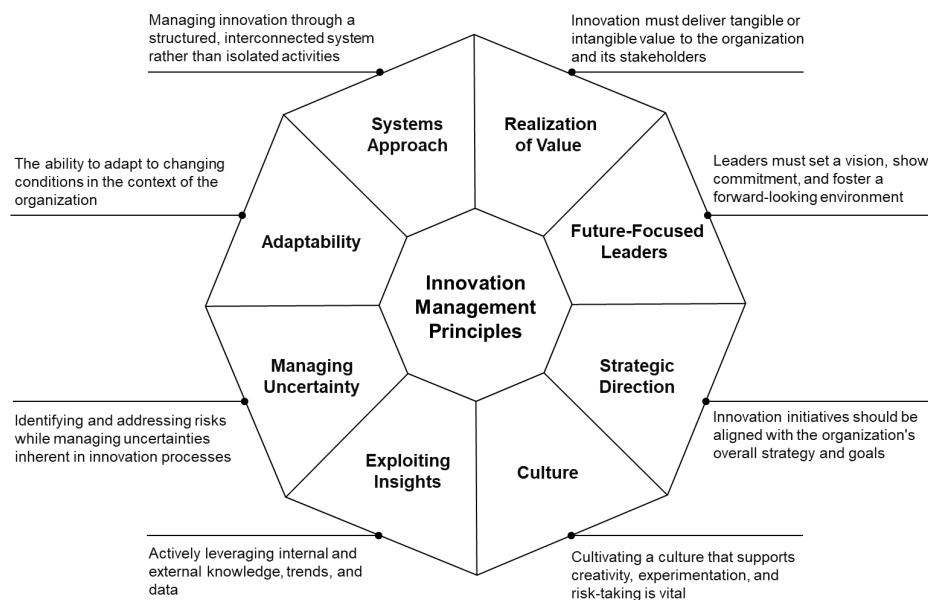 Managing innovation through a
structured, interconnected system
rather than isolated activities
Innovation must deliver tangible or
intangible value to the organization
and its stakeholders
Systems
Approach
Realization
of Value
The ability to adapt to changing
conditions in the context of the
organization
Leaders must set a vision, show
commitment, and foster a
forward-looking environment
Adaptability
Future-Focused
Leaders
Innovation
Management
Principles
Managing
Uncertainty
Strategic
Direction
Identifying and addressing risks
while managing uncertainties
inherent in innovation processes
Innovation initiatives should be
aligned with the organization's
overall strategy and goals
Exploiting
Insights
Culture
Actively leveraging internal and
external knowledge, trends, and
data
Cultivating a culture that supports
creativity, experimentation, and
risk-taking is vital